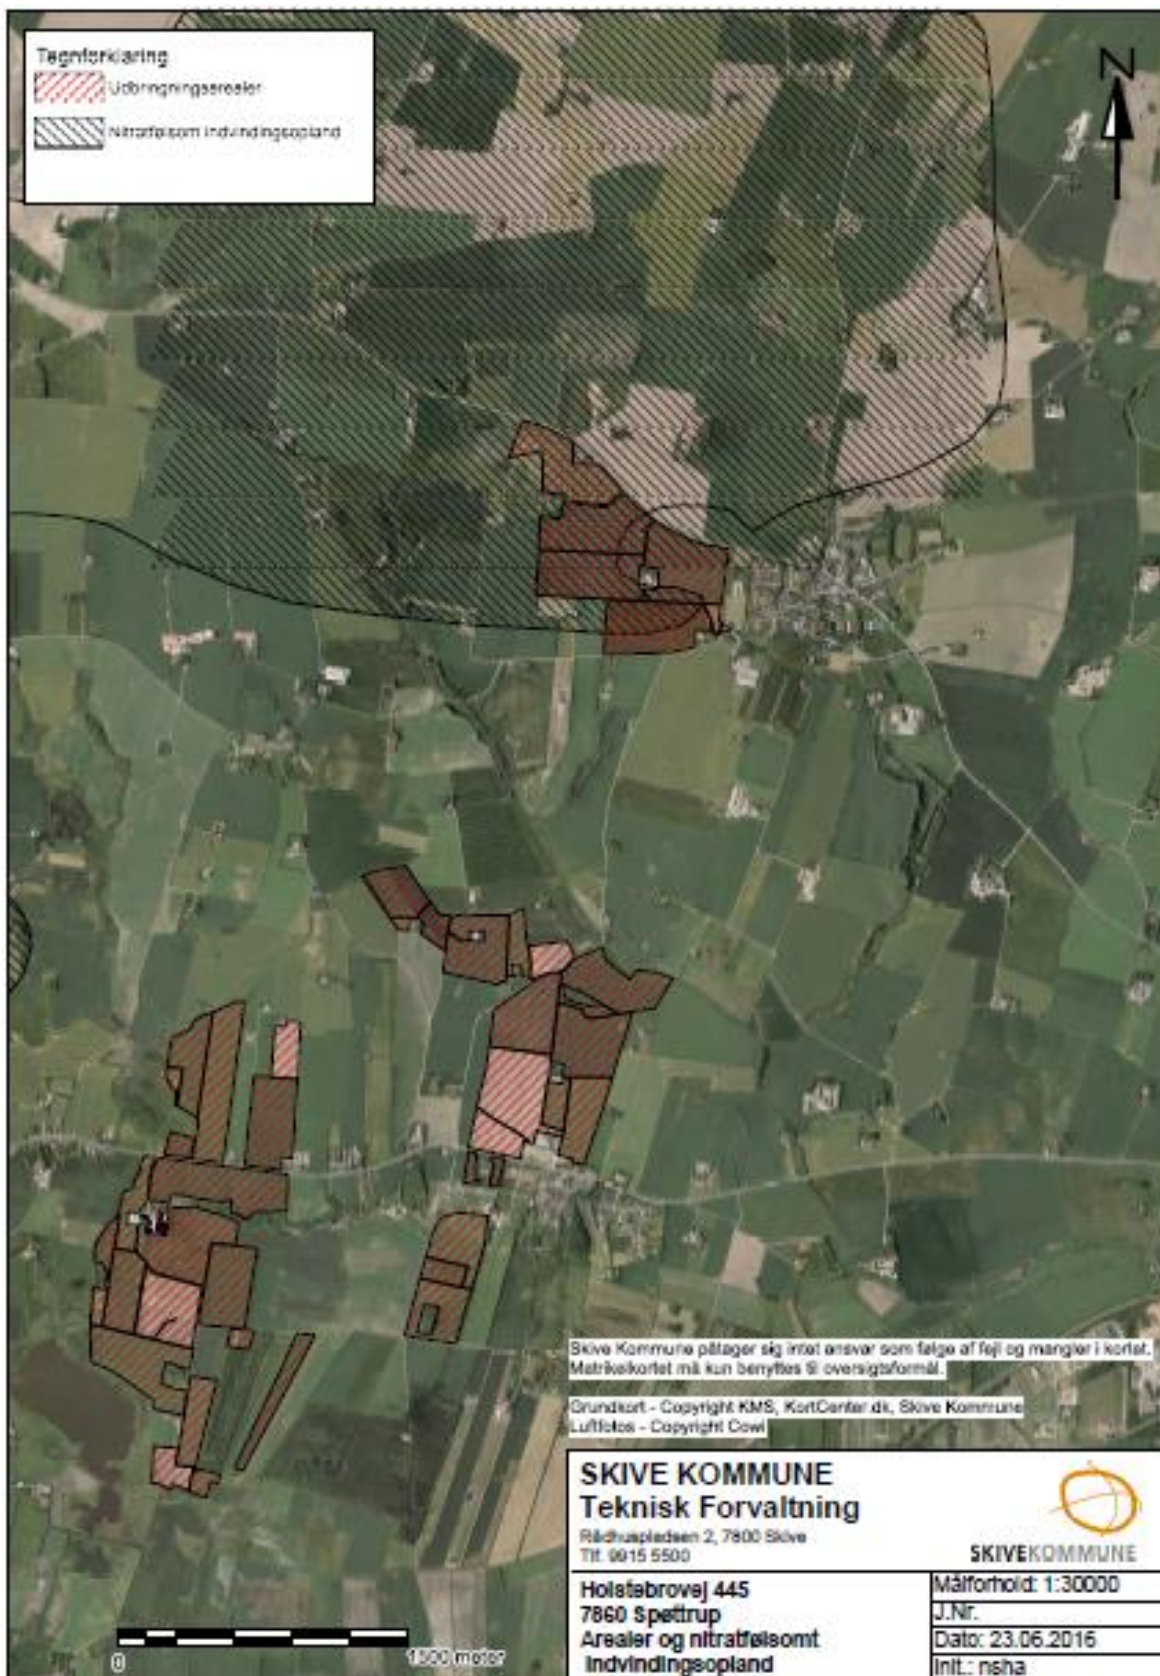 Tegnforklaring
Udbringningsarealer
Nitratfølsom indvindingsopland
N
Skive Kommune påtager sig intet ansvar som følge af fejl og mangler i kortet.
Matrikelkortet må kun benyttes til oversigtsformål.
Grundkort - Copyright KMS, KortCenter.dk, Skive Kommune
Luftfotos - Copyright Cowi
SKIVE KOMMUNE
Teknisk Forvaltning
Rådhuspladsen 2, 7800 Skive
Tlf. 9915 5500
SKIVEKOMMUNE
Holstebrovej 445
7860 Spøttrup
Arealer og nitratfølsomt
indvindingsopland
Målforhold: 1:30000
J.Nr.
Dato: 23.06.2016
Init.: nsha
0
1500 meter